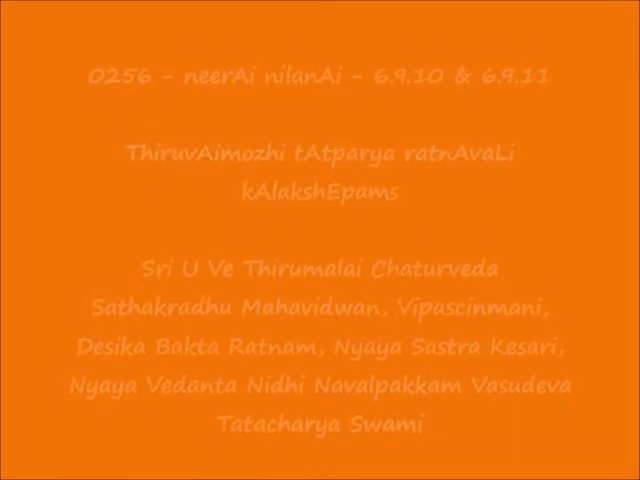 0256 - neerAi nilanAi - 6.9.10 & 6.9.11
ThiruvAimozhi tAtparya ratnAvaLi
kAlakshEpams
Sri U Ve Thirumalai Chaturveda
Sathakradhu Mahavidwan, Vipascinmani,
Desika Bakta Ratnam, Nyaya Sastra Kesari,
Nyaya Vedanta Nidhi Navalpakkam Vasudeva
Tatacharya Swami